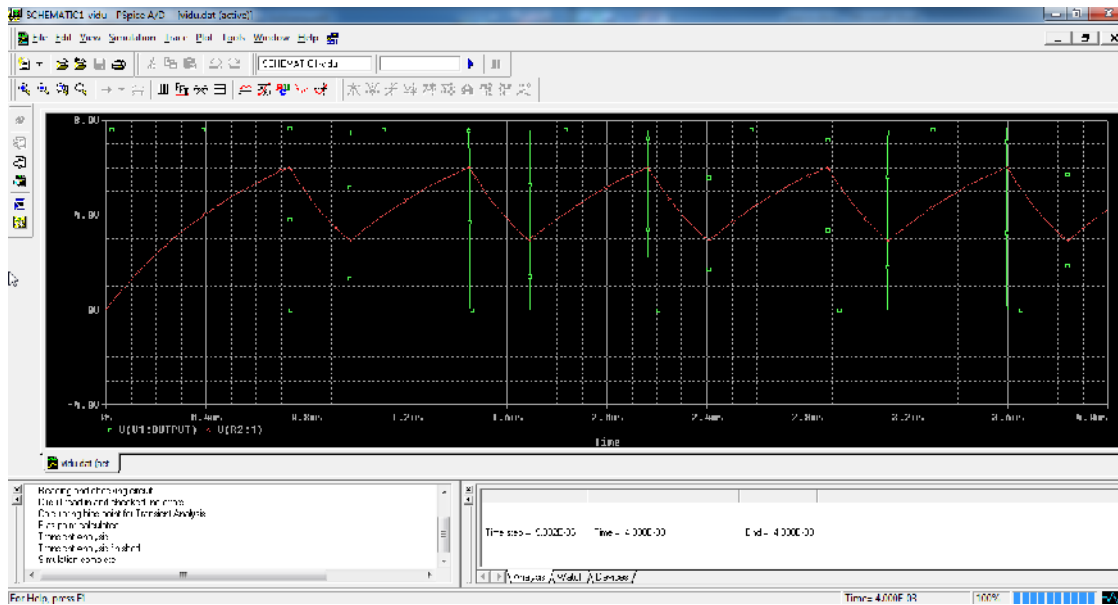 SCHEMATIC1-vidu - PSpice A/D - [vidu.dat (active)]
File Edit View Simulation Trace Plot Tools Window Help
SCHEMATIC1-vidu
8.0V
4.0V
0V
-4.0V
0s 0.4ms 0.8ms 1.2ms 1.6ms 2.0ms 2.4ms 2.8ms 3.2ms 3.6ms 4.0ms
U(U1:OUTPUT) U(R2:1)
Time
vidu.dat (act...
Reading and checking circuit
Circuit read in and checked, no errors
Calculating bias point for Transient Analysis
Bias point calculated
Transient Analysis
Transient Analysis finished
Simulation complete
Time step = Time = 4.000E-03 End = 4.000E-03
Analysis Watch Devices
For Help, press F1
Time= 4.000E-03 100%